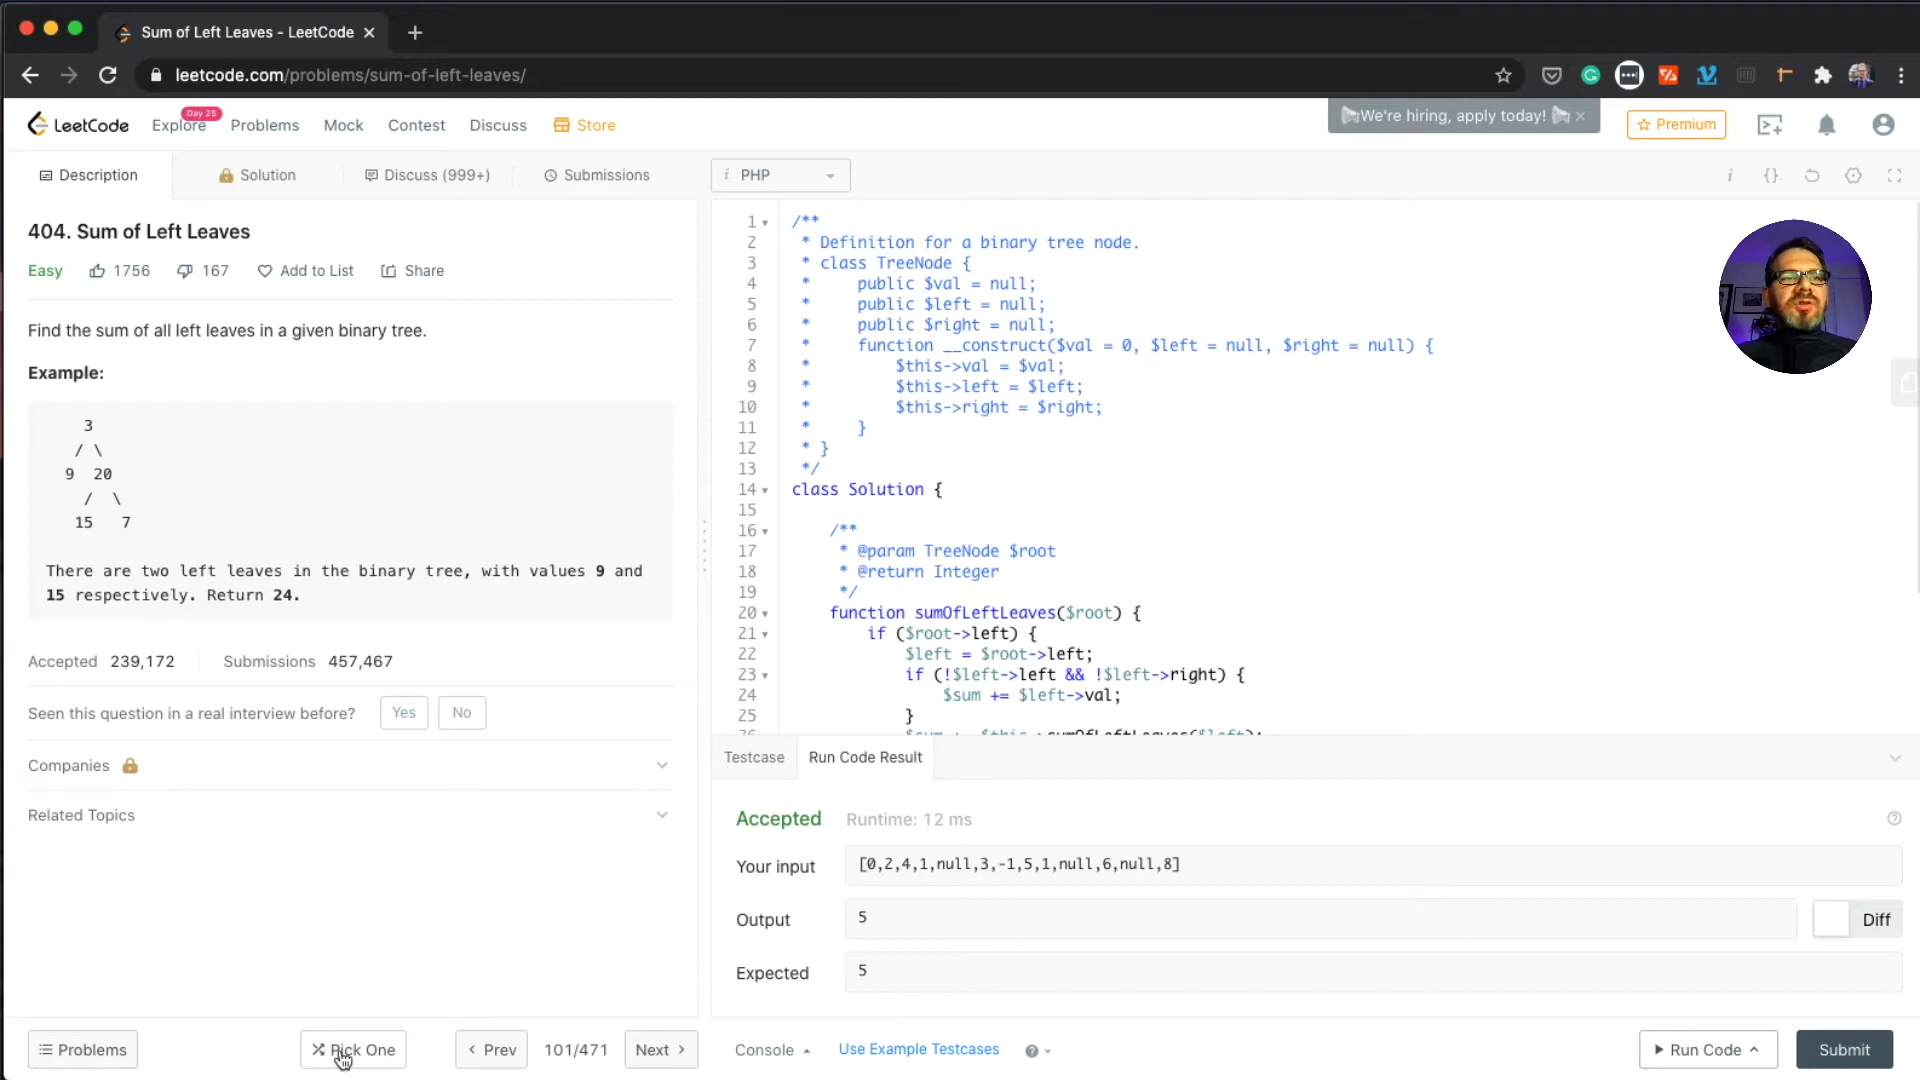 Sum of Left Leaves - LeetCode
leetcode.com/problems/sum-of-left-leaves/
LeetCode
Explore
Day 25
Problems
Mock
Contest
Discuss
Store
We're hiring, apply today!
Premium
Description
Solution
Discuss (999+)
Submissions
i PHP
404. Sum of Left Leaves
Easy 1756 167 Add to List Share
Find the sum of all left leaves in a given binary tree.
Example:
3
/ \
9 20
/ \
15 7
There are two left leaves in the binary tree, with values 9 and
15 respectively. Return 24.
Accepted 239,172 Submissions 457,467
Seen this question in a real interview before? Yes No
Companies
Related Topics
Problems
Pick One
Prev
101/471
Next
1 /**
2 * Definition for a binary tree node.
3 * class TreeNode {
4 * public $val = null;
5 * public $left = null;
6 * public $right = null;
7 * function __construct($val = 0, $left = null, $right = null) {
8 * $this->val = $val;
9 * $this->left = $left;
10 * $this->right = $right;
11 * }
12 * }
13 */
14 class Solution {
15
16 /**
17 * @param TreeNode $root
18 * @return Integer
19 */
20 function sumOfLeftLeaves($root) {
21 if ($root->left) {
22 $left = $root->left;
23 if (!$left->left && !$left->right) {
24 $sum += $left->val;
25 }
Testcase
Run Code Result
Accepted Runtime: 12 ms
Your input [0,2,4,1,null,3,-1,5,1,null,6,null,8]
Output 5
Diff
Expected 5
Console
Use Example Testcases
Run Code
Submit